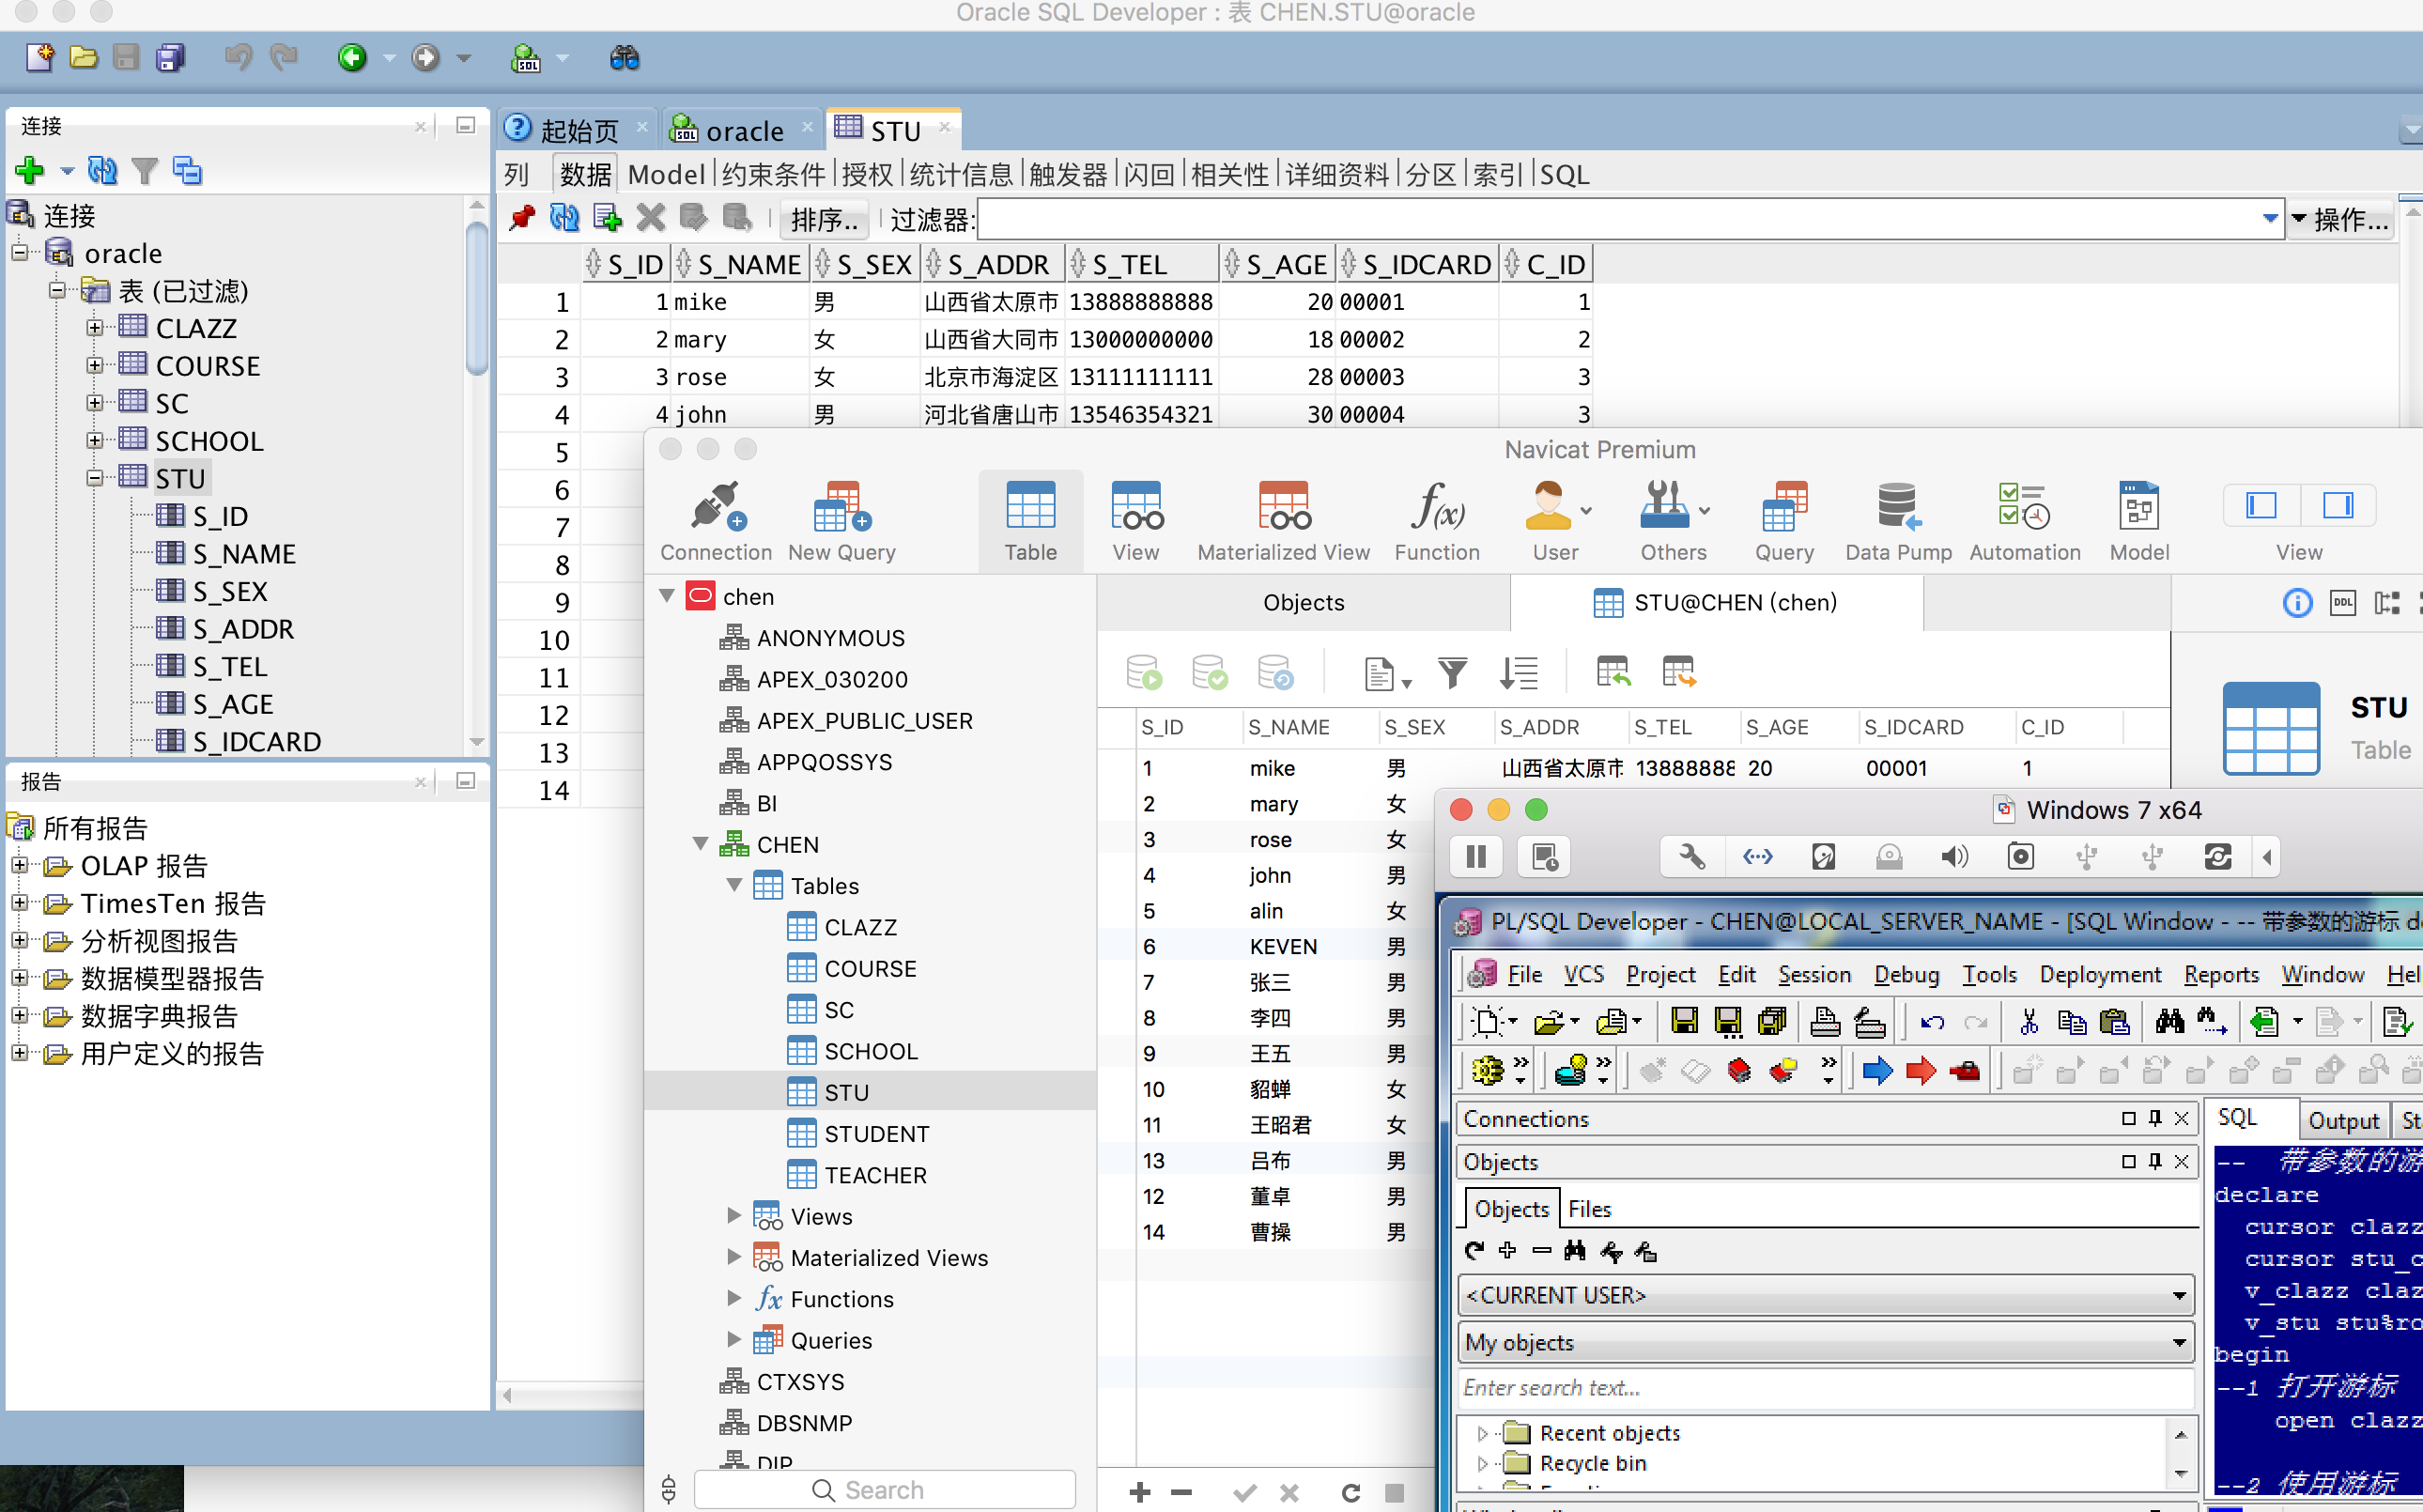 Oracle SQL Developer : 表 CHEN.STU@oracle
连接
起始页 oracle STU
列 数据 Model 约束条件 授权 统计信息 触发器 闪回 相关性 详细资料 分区 索引 SQL
排序.. 过滤器: 操作...
连接
oracle
表 (已过滤)
CLAZZ
COURSE
SC
SCHOOL
STU
S_ID
S_NAME
S_SEX
S_ADDR
S_TEL
S_AGE
S_IDCARD
报告
所有报告
OLAP 报告
TimesTen 报告
分析视图报告
数据模型器报告
数据字典报告
用户定义的报告
S_ID S_NAME S_SEX S_ADDR S_TEL S_AGE S_IDCARD C_ID
1 1 mike 男 山西省太原市 13888888888 20 00001 1
2 2 mary 女 山西省大同市 13000000000 18 00002 2
3 3 rose 女 北京市海淀区 13111111111 28 00003 3
4 4 john 男 河北省唐山市 13546354321 30 00004 3
5
6
7
8
9
10
11
12
13
14
Navicat Premium
Connection New Query Table View Materialized View Function User Others Query Data Pump Automation Model View
chen
ANONYMOUS
APEX_030200
APEX_PUBLIC_USER
APPQOSSYS
BI
CHEN
Tables
CLAZZ
COURSE
SC
SCHOOL
STU
STUDENT
TEACHER
Views
Materialized Views
Functions
Queries
CTXSYS
DBSNMP
DIP
Search
Objects STU@CHEN (chen)
DDL
STU
Table
S_ID S_NAME S_SEX S_ADDR S_TEL S_AGE S_IDCARD C_ID
1 mike 男 山西省太原市 13888888 20 00001 1
2 mary 女
3 rose 女
4 john 男
5 alin 女
6 KEVEN 男
7 张三 男
8 李四 男
9 王五 男
10 貂蝉 女
11 王昭君 女
13 吕布 男
12 董卓 男
14 曹操 男
Windows 7 x64
PL/SQL Developer - CHEN@LOCAL_SERVER_NAME - [SQL Window - -- 带参数的游标 de
File VCS Project Edit Session Debug Tools Deployment Reports Window Hel
Connections
Objects
Objects Files
<CURRENT USER>
My objects
Enter search text...
Recent objects
Recycle bin
SQL Output St
-- 带参数的游
declare
cursor clazz
cursor stu_c
v_clazz claz
v_stu stu%ro
begin
--1 打开游标
open clazz
--2 使用游标